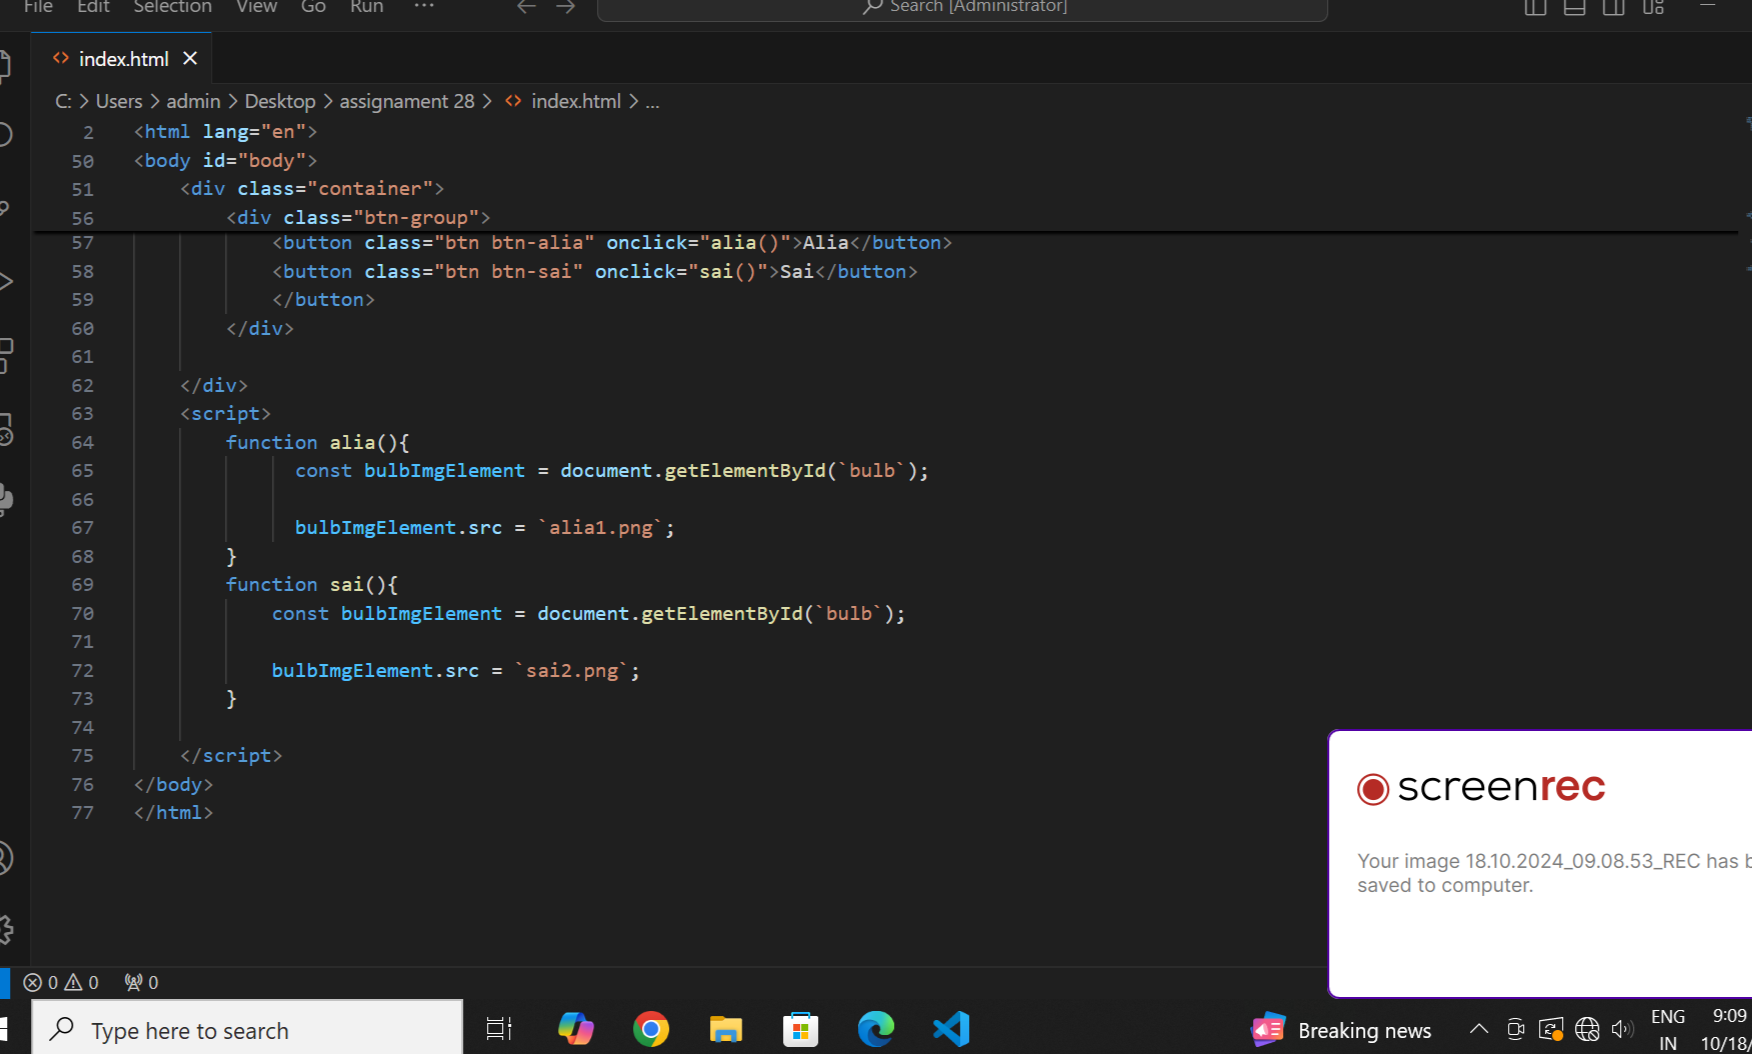 File Edit Selection View Go Run ...
Search [Administrator]
index.html
C: > Users > admin > Desktop > assignament 28 > <> index.html > ...
2 <html lang="en">
50 <body id="body">
51 <div class="container">
56 <div class="btn-group">
57 <button class="btn btn-alia" onclick="alia()">Alia</button>
58 <button class="btn btn-sai" onclick="sai()">Sai</button>
59 </button>
60 </div>
61
62 </div>
63 <script>
64 function alia(){
65 const bulbImgElement = document.getElementById(`bulb`);
66
67 bulbImgElement.src = `alia1.png`;
68 }
69 function sai(){
70 const bulbImgElement = document.getElementById(`bulb`);
71
72 bulbImgElement.src = `sai2.png`;
73 }
74
75 </script>
76 </body>
77 </html>
screenrec
Your image 18.10.2024_09.08.53_REC has
saved to computer.
0 0 0
Type here to search
Breaking news
ENG
IN
9:09
10/18/